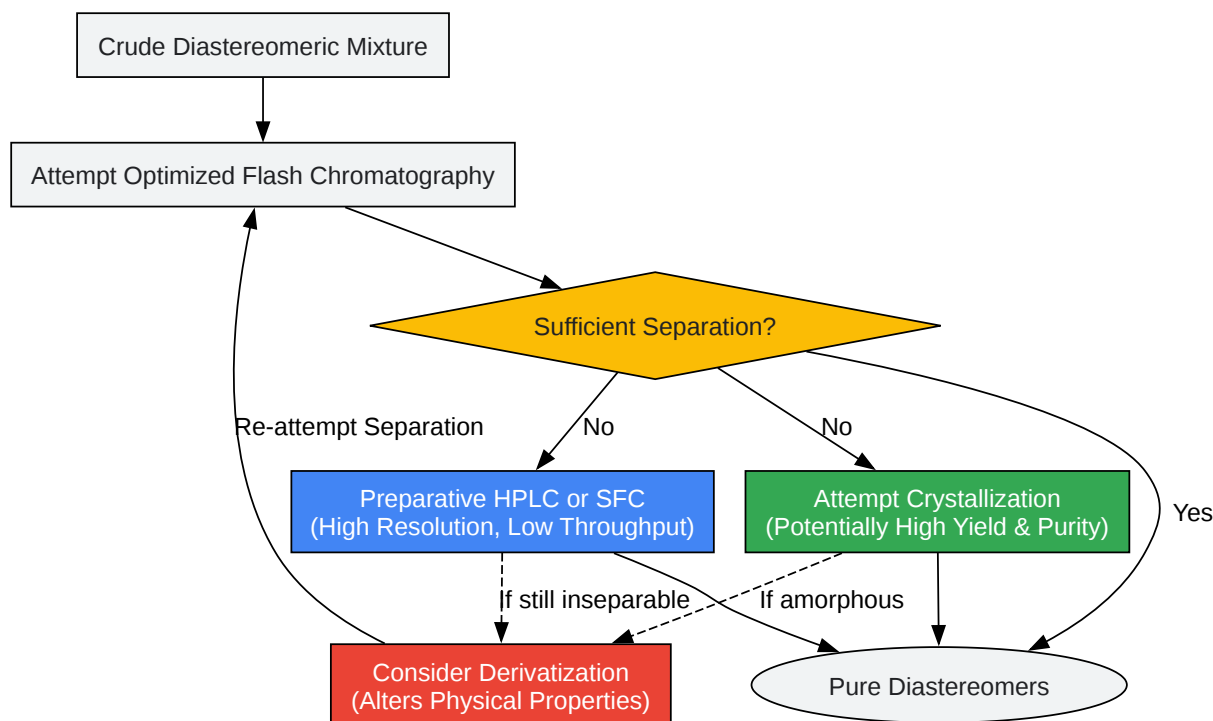 Crude Diastereomeric Mixture
Attempt Optimized Flash Chromatography
Sufficient Separation?
Re-attempt Separation
No
No
Preparative HPLC or SFC
(High Resolution, Low Throughput)
Attempt Crystallization
(Potentially High Yield & Purity)
Yes
If still inseparable
If amorphous
Consider Derivatization
(Alters Physical Properties)
Pure Diastereomers